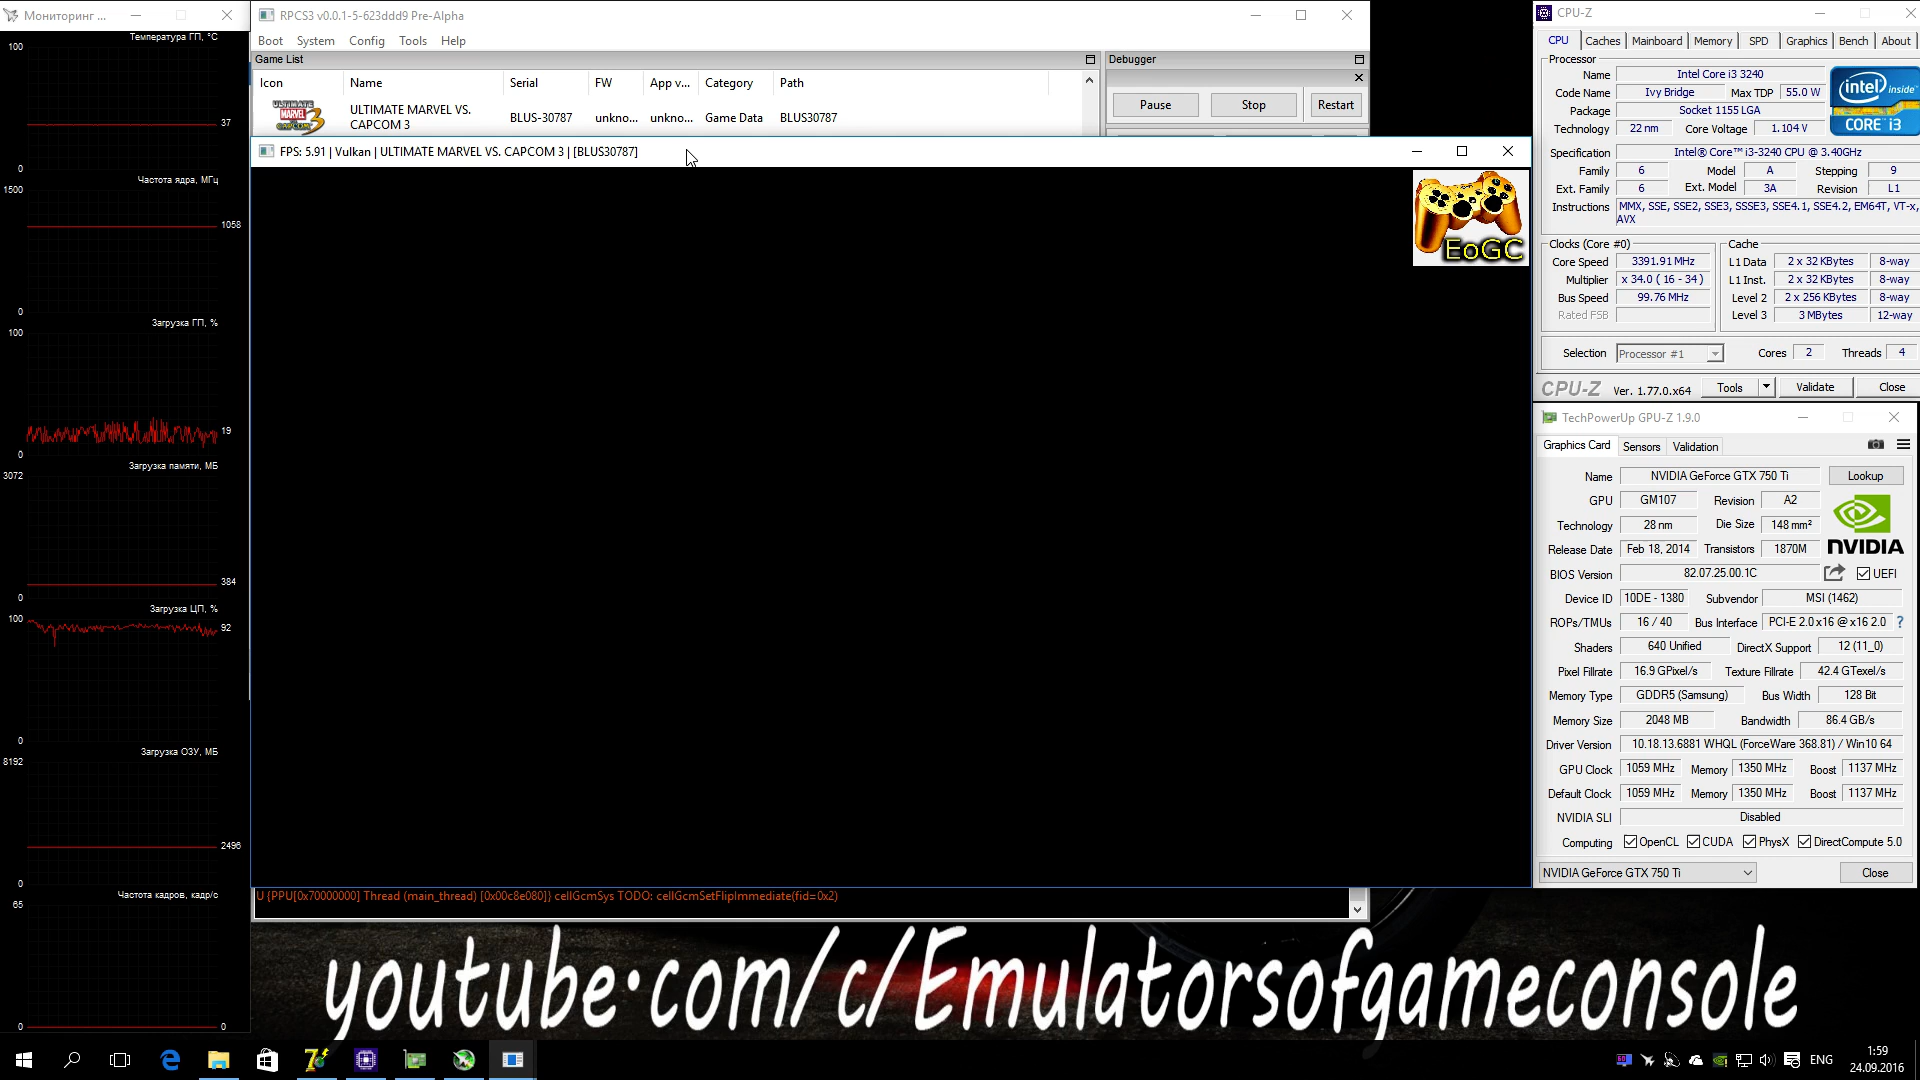 Мониторинг ...
Температура ГП, °C
100
37
0
Частота ядра, МГц
1500
1058
0
Загрузка ГП, %
100
19
0
Загрузка памяти, МБ
3072
384
0
Загрузка ЦП, %
100
92
0
Загрузка ОЗУ, МБ
8192
2496
0
Частота кадров, кадр/с
65
0
0
RPCS3 v0.0.1-5-623ddd9 Pre-Alpha
Boot System Config Tools Help
Game List
Icon Name Serial FW App v... Category Path
ULTIMATE MARVEL VS. CAPCOM 3
ULTIMATE MARVEL VS.
CAPCOM 3
BLUS-30787 unkno... unkno... Game Data BLUS30787
Debugger
Pause Stop Restart
FPS: 5.91 | Vulkan | ULTIMATE MARVEL VS. CAPCOM 3 | [BLUS30787]
EoGC
U {PPU[0x70000000] Thread (main_thread) [0x00c8e080]} cellGcmSys TODO: cellGcmSetFlipImmediate(fid=0x2)
youtube.com/c/Emulatorsofgameconsole
CPU-Z
CPU Caches Mainboard Memory SPD Graphics Bench About
Processor
Name Intel Core i3 3240
Code Name Ivy Bridge Max TDP 55.0 W
Package Socket 1155 LGA
Technology 22 nm Core Voltage 1.104 V
intel inside™
CORE i3
Specification Intel® Core™ i3-3240 CPU @ 3.40GHz
Family 6 Model A Stepping 9
Ext. Family 6 Ext. Model 3A Revision L1
Instructions MMX, SSE, SSE2, SSE3, SSSE3, SSE4.1, SSE4.2, EM64T, VT-x,
AVX
Clocks (Core #0)
Core Speed 3391.91 MHz
Multiplier x 34.0 ( 16 - 34 )
Bus Speed 99.76 MHz
Rated FSB
Cache
L1 Data 2 x 32 KBytes 8-way
L1 Inst. 2 x 32 KBytes 8-way
Level 2 2 x 256 KBytes 8-way
Level 3 3 MBytes 12-way
Selection Processor #1 Cores 2 Threads 4
CPU-Z Ver. 1.77.0.x64 Tools Validate Close
TechPowerUp GPU-Z 1.9.0
Graphics Card Sensors Validation
Name NVIDIA GeForce GTX 750 Ti Lookup
GPU GM107 Revision A2
Technology 28 nm Die Size 148 mm²
Release Date Feb 18, 2014 Transistors 1870M
NVIDIA
BIOS Version 82.07.25.00.1C UEFI
Device ID 10DE - 1380 Subvendor MSI (1462)
ROPs/TMUs 16 / 40 Bus Interface PCI-E 2.0 x16 @ x16 2.0 ?
Shaders 640 Unified DirectX Support 12 (11_0)
Pixel Fillrate 16.9 GPixel/s Texture Fillrate 42.4 GTexel/s
Memory Type GDDR5 (Samsung) Bus Width 128 Bit
Memory Size 2048 MB Bandwidth 86.4 GB/s
Driver Version 10.18.13.6881 WHQL (ForceWare 368.81) / Win10 64
GPU Clock 1059 MHz Memory 1350 MHz Boost 1137 MHz
Default Clock 1059 MHz Memory 1350 MHz Boost 1137 MHz
NVIDIA SLI Disabled
Computing OpenCL CUDA PhysX DirectCompute 5.0
NVIDIA GeForce GTX 750 Ti Close
ENG
1:59
24.09.2016